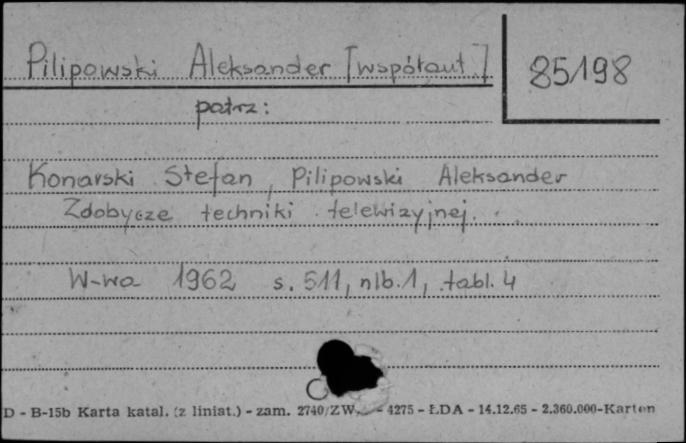 Pilipowski Aleksander [współaut.]
85198
patrz:
Konarski Stefan, Pilipowski Aleksander
Zdobycze techniki telewizyjnej.
W-wa 1962 s. 511, nlb. 1, tabl. 4
D - B-15b Karta katal. (z liniat.) - zam. 2740/ZW. - 4275 - ŁDA - 14.12.65 - 2.360.000-Karton